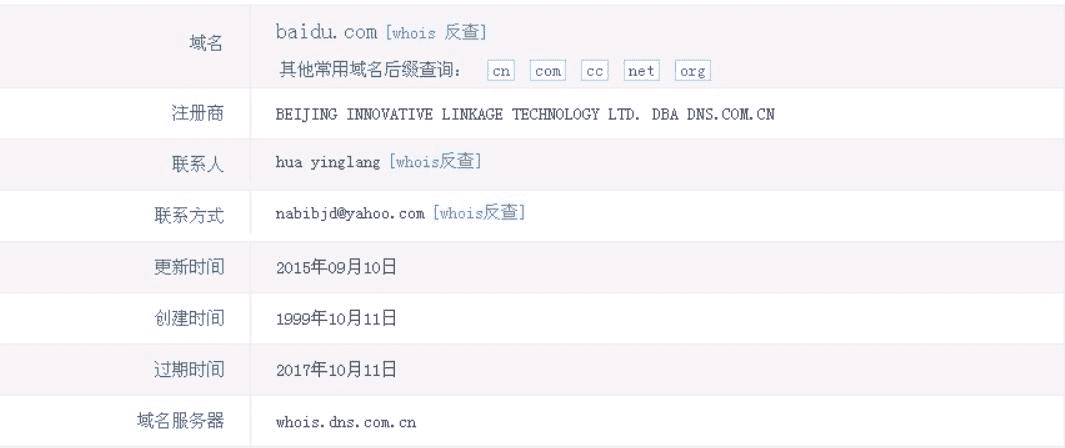 域名 baidu.com [whois 反查]
其他常用域名后缀查询： cn com cc net org
注册商 BEIJING INNOVATIVE LINKAGE TECHNOLOGY LTD. DBA DNS.COM.CN
联系人 hua yinglang [whois反查]
联系方式 nabibjd@yahoo.com [whois反查]
更新时间 2015年09月10日
创建时间 1999年10月11日
过期时间 2017年10月11日
域名服务器 whois.dns.com.cn